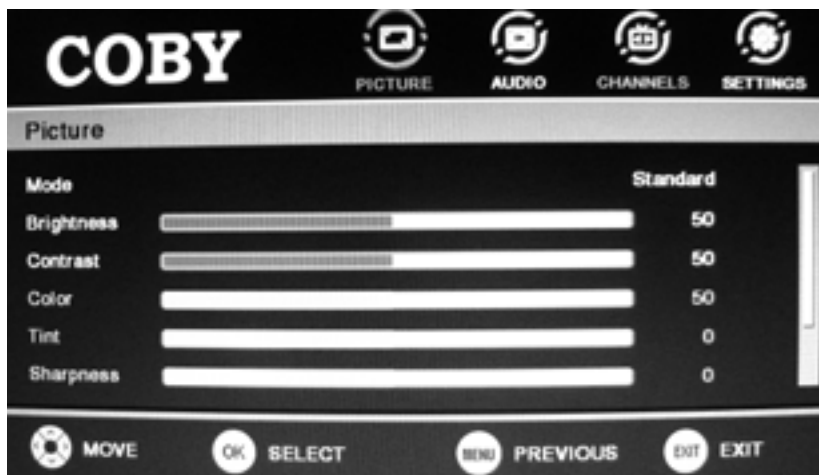 COBY
PICTURE AUDIO CHANNELS SETTINGS
Picture
Mode Standard
Brightness 50
Contrast 50
Color 50
Tint 0
Sharpness 0
MOVE OK SELECT MENU PREVIOUS EXIT EXIT